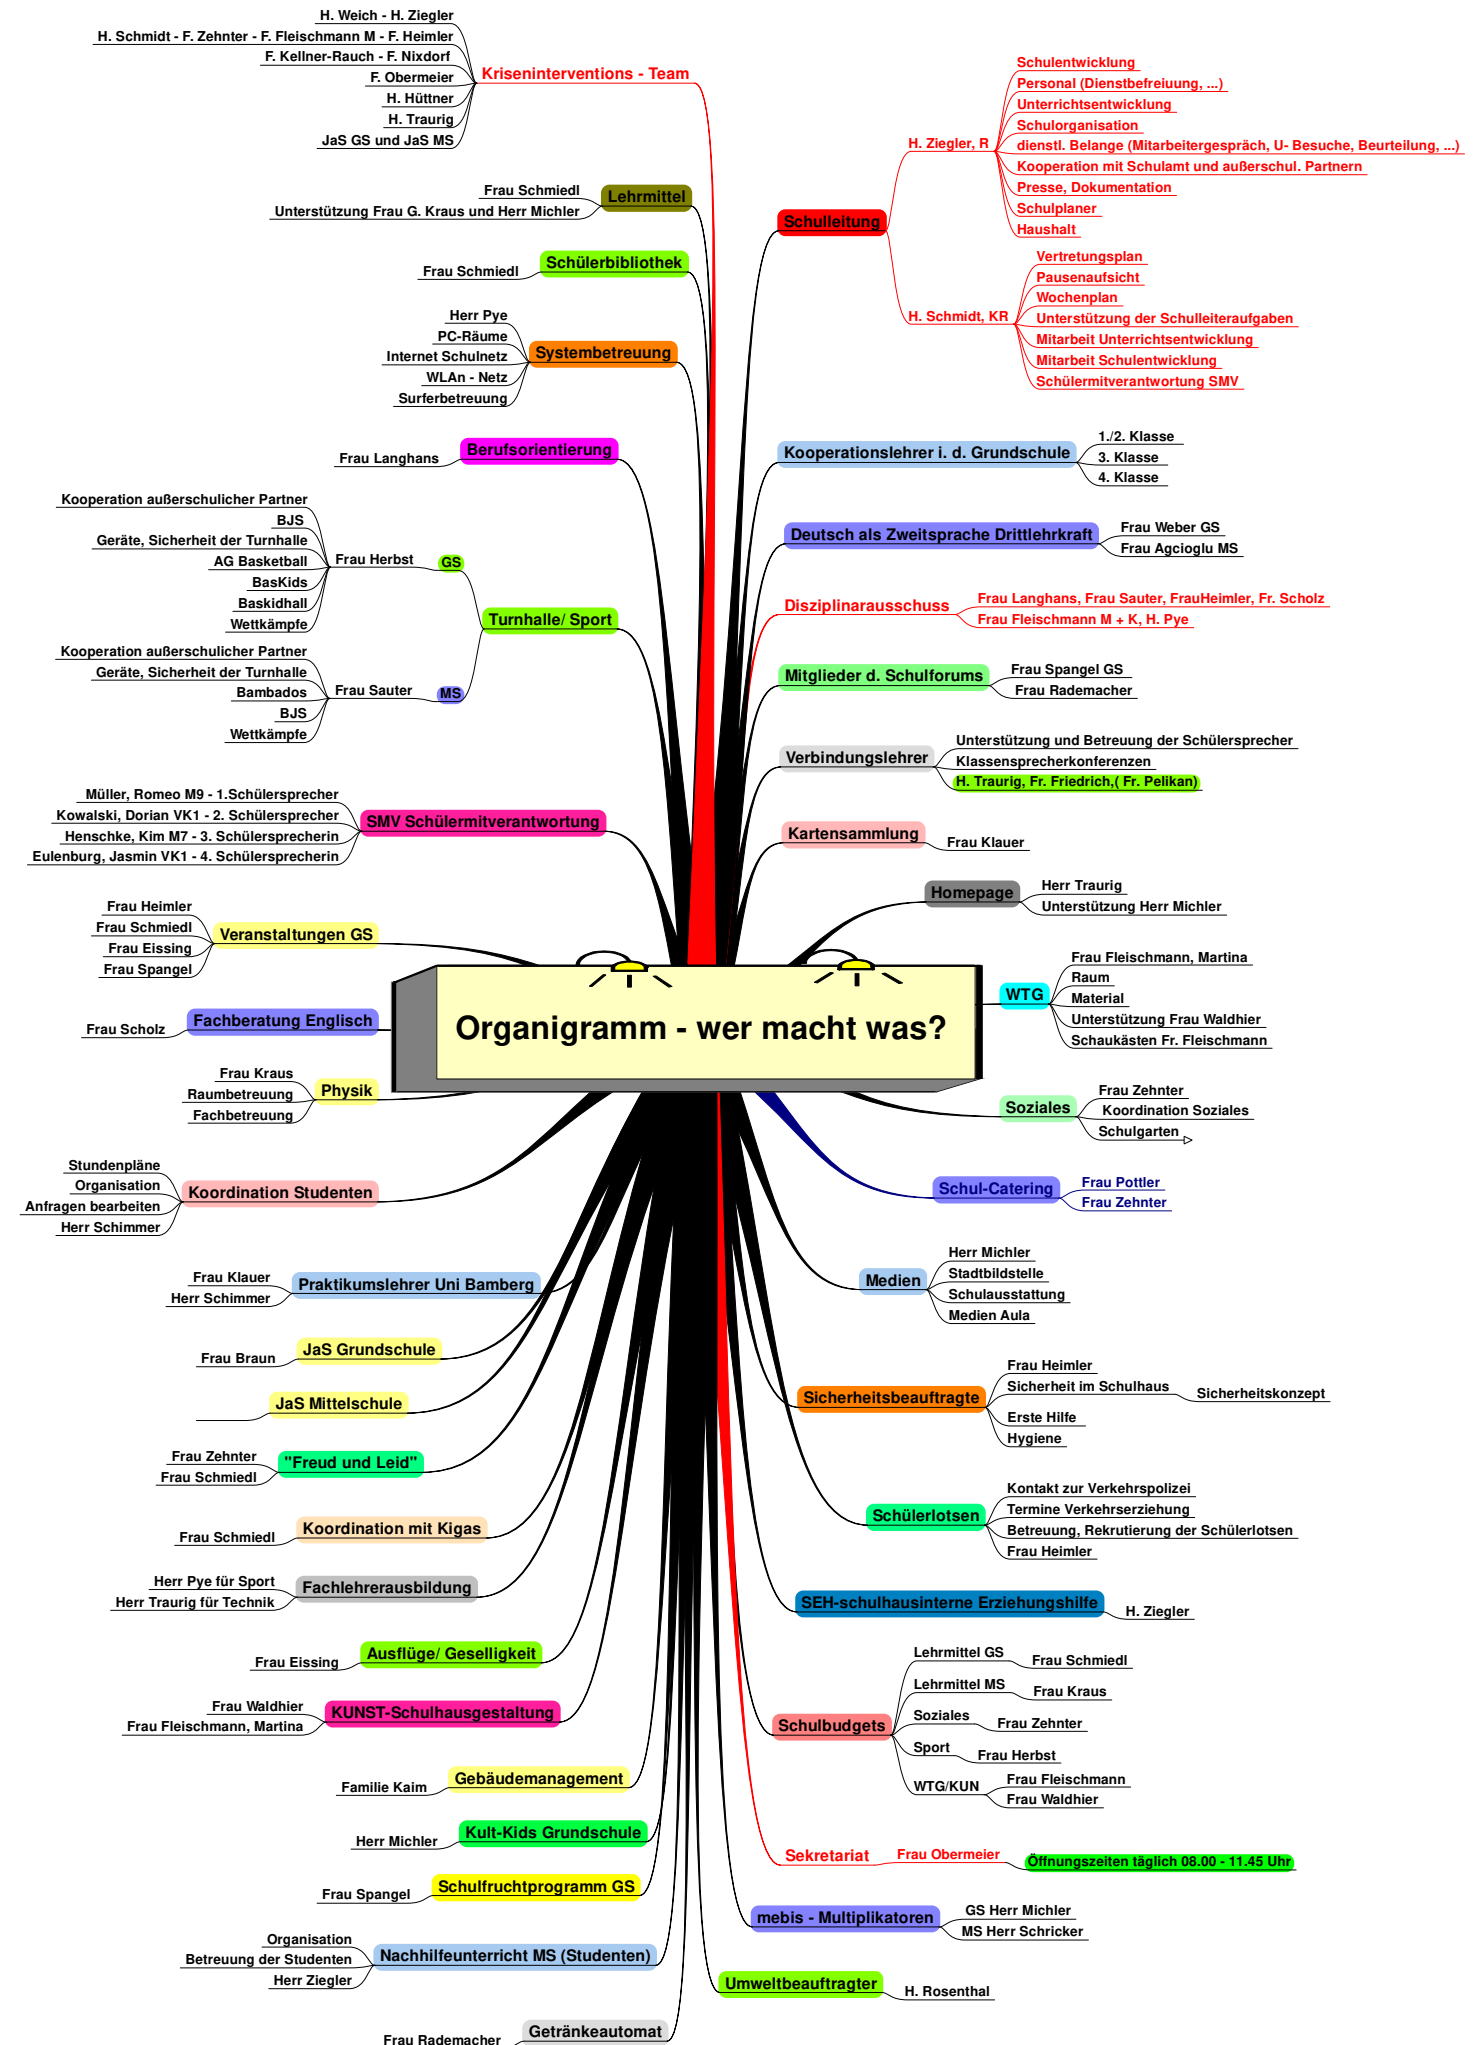 H. Weich - H. Ziegler
H. Schmidt - F. Zehnter - F. Fleischmann M - F. Heimler
F. Kellner-Rauch - F. Nixdorf
F. Obermeier
H. Hüttner
H. Traurig
JaS GS und JaS MS
Kriseninterventions - Team
Frau Schmiedl
Unterstützung Frau G. Kraus und Herr Michler
Lehrmittel
Frau Schmiedl
Schülerbibliothek
Herr Pye
PC-Räume
Internet Schulnetz
WLAn - Netz
Surferbetreuung
Systembetreuung
Frau Langhans
Berufsorientierung
Kooperation außerschulicher Partner
BJS
Geräte, Sicherheit der Turnhalle
AG Basketball
BasKids
Baskidhall
Wettkämpfe
Frau Herbst
GS
Kooperation außerschulicher Partner
Geräte, Sicherheit der Turnhalle
Bambados
BJS
Wettkämpfe
Frau Sauter
MS
Turnhalle/ Sport
Müller, Romeo M9 - 1.Schülersprecher
Kowalski, Dorian VK1 - 2. Schülersprecher
Henschke, Kim M7 - 3. Schülersprecherin
Eulenburg, Jasmin VK1 - 4. Schülersprecherin
SMV Schülermitverantwortung
Frau Heimler
Frau Schmiedl
Frau Eissing
Frau Spangel
Veranstaltungen GS
Frau Scholz
Fachberatung Englisch
Frau Kraus
Raumbetreuung
Fachbetreuung
Physik
Stundenpläne
Organisation
Anfragen bearbeiten
Herr Schimmer
Koordination Studenten
Frau Klauer
Herr Schimmer
Praktikumslehrer Uni Bamberg
Frau Braun
JaS Grundschule
JaS Mittelschule
Frau Zehnter
Frau Schmiedl
"Freud und Leid"
Frau Schmiedl
Koordination mit Kigas
Herr Pye für Sport
Herr Traurig für Technik
Fachlehrerausbildung
Frau Eissing
Ausflüge/ Geselligkeit
Frau Waldhier
Frau Fleischmann, Martina
KUNST-Schulhausgestaltung
Familie Kaim
Gebäudemanagement
Herr Michler
Kult-Kids Grundschule
Frau Spangel
Schulfruchtprogramm GS
Organisation
Betreuung der Studenten
Herr Ziegler
Nachhilfeunterricht MS (Studenten)
Frau Rademacher
Getränkeautomat
Organigramm - wer macht was?
Schulleitung
H. Ziegler, R
Schulentwicklung
Personal (Dienstbefreiuung, ...)
Unterrichtsentwicklung
Schulorganisation
dienstl. Belange (Mitarbeitergespräch, U- Besuche, Beurteilung, ...)
Kooperation mit Schulamt und außerschul. Partnern
Presse, Dokumentation
Schulplaner
Haushalt
H. Schmidt, KR
Vertretungsplan
Pausenaufsicht
Wochenplan
Unterstützung der Schulleiteraufgaben
Mitarbeit Unterrichtsentwicklung
Mitarbeit Schulentwicklung
Schülermitverantwortung SMV
Kooperationslehrer i. d. Grundschule
1./2. Klasse
3. Klasse
4. Klasse
Deutsch als Zweitsprache Drittlehrkraft
Frau Weber GS
Frau Agcioglu MS
Disziplinarausschuss
Frau Langhans, Frau Sauter, FrauHeimler, Fr. Scholz
Frau Fleischmann M + K, H. Pye
Mitglieder d. Schulforums
Frau Spangel GS
Frau Rademacher
Verbindungslehrer
Unterstützung und Betreuung der Schülersprecher
Klassensprecherkonferenzen
H. Traurig, Fr. Friedrich,( Fr. Pelikan)
Kartensammlung
Frau Klauer
Homepage
Herr Traurig
Unterstützung Herr Michler
WTG
Frau Fleischmann, Martina
Raum
Material
Unterstützung Frau Waldhier
Schaukästen Fr. Fleischmann
Soziales
Frau Zehnter
Koordination Soziales
Schulgarten
Schul-Catering
Frau Pottler
Frau Zehnter
Medien
Herr Michler
Stadtbildstelle
Schulausstattung
Medien Aula
Sicherheitsbeauftragte
Frau Heimler
Sicherheit im Schulhaus
Sicherheitskonzept
Erste Hilfe
Hygiene
Schülerlotsen
Kontakt zur Verkehrspolizei
Termine Verkehrserziehung
Betreuung, Rekrutierung der Schülerlotsen
Frau Heimler
SEH-schulhausinterne Erziehungshilfe
H. Ziegler
Schulbudgets
Lehrmittel GS
Frau Schmiedl
Lehrmittel MS
Frau Kraus
Soziales
Frau Zehnter
Sport
Frau Herbst
WTG/KUN
Frau Fleischmann
Frau Waldhier
Sekretariat
Frau Obermeier
Öffnungszeiten täglich 08.00 - 11.45 Uhr
mebis - Multiplikatoren
GS Herr Michler
MS Herr Schricker
Umweltbeauftragter
H. Rosenthal